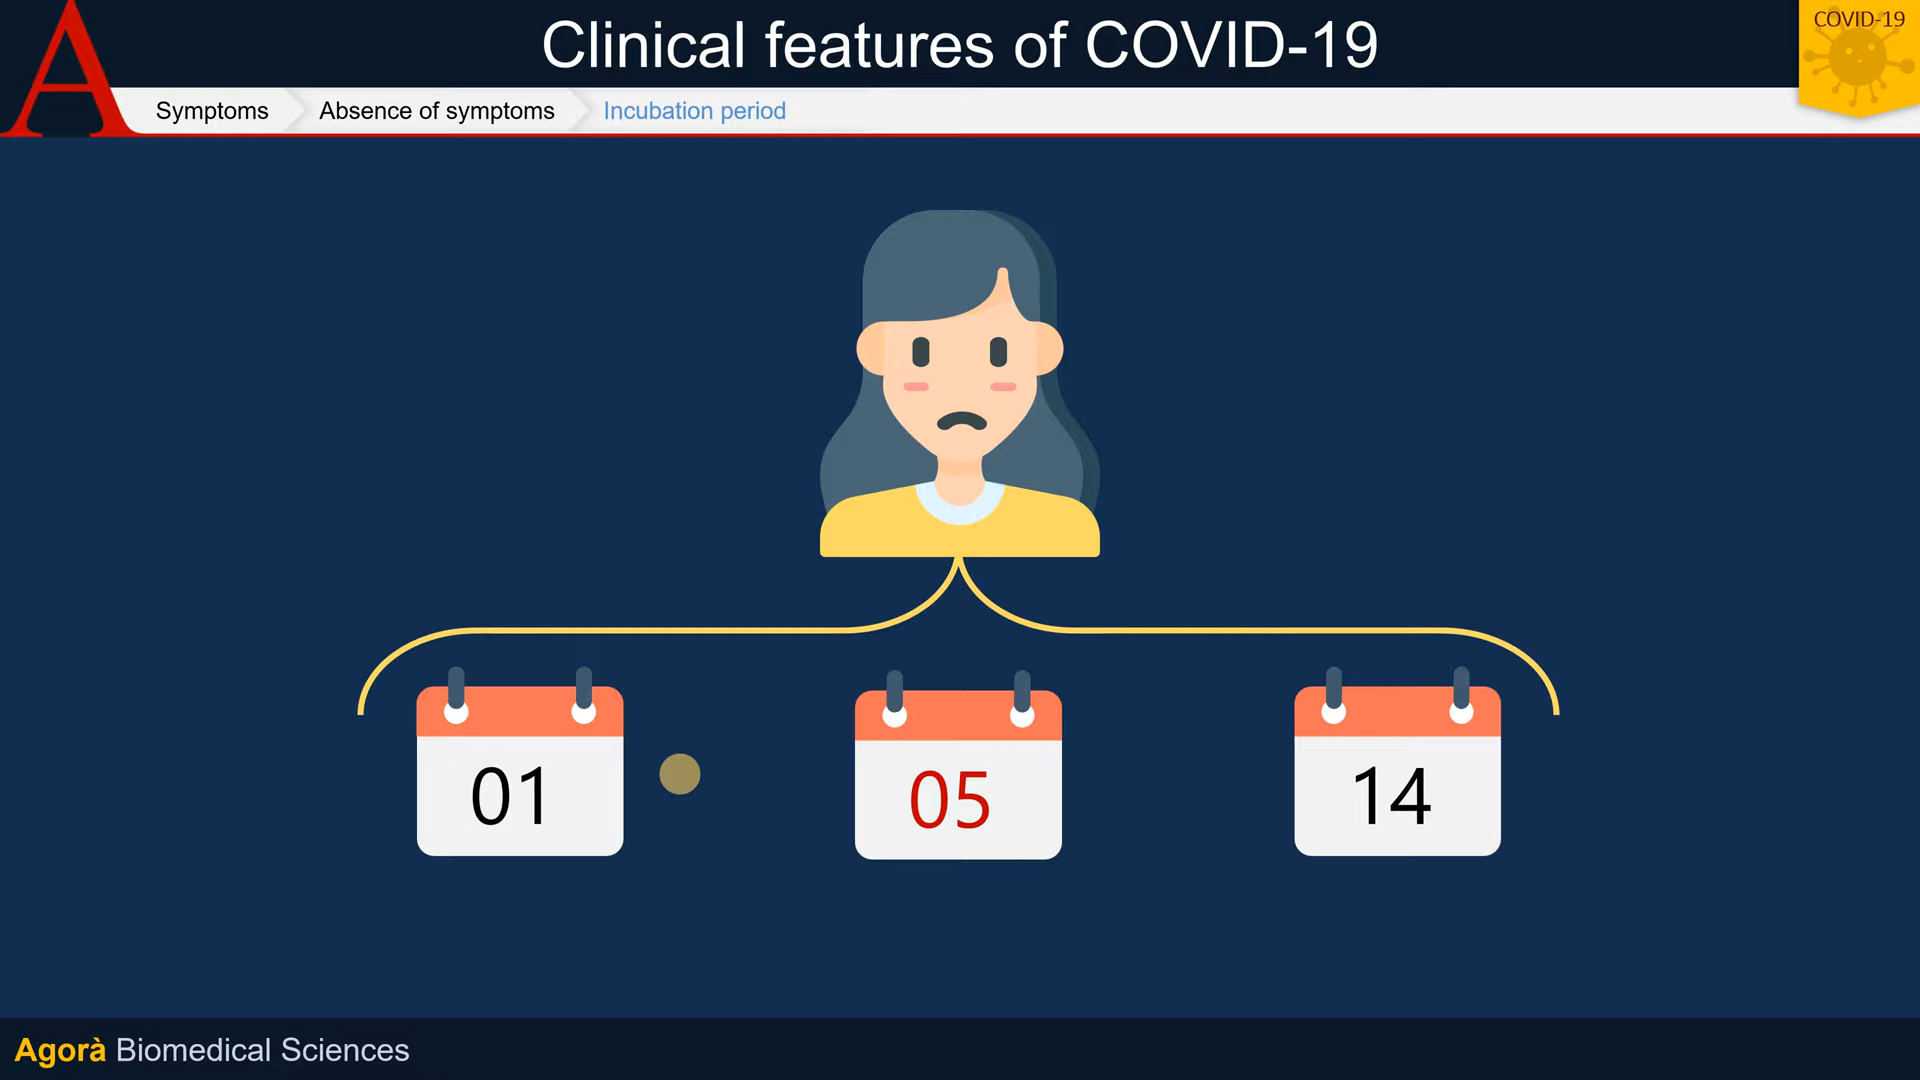 A
Clinical features of COVID-19
COVID-19
Symptoms
Absence of symptoms
Incubation period
01
05
14
Agorà Biomedical Sciences